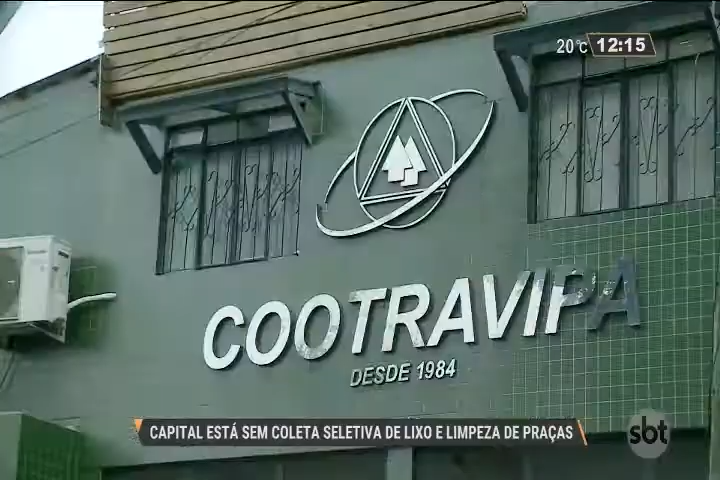 20°C 12:15
COOTRAVIPA
DESDE 1984
CAPITAL ESTÁ SEM COLETA SELETIVA DE LIXO E LIMPEZA DE PRAÇAS
sbt